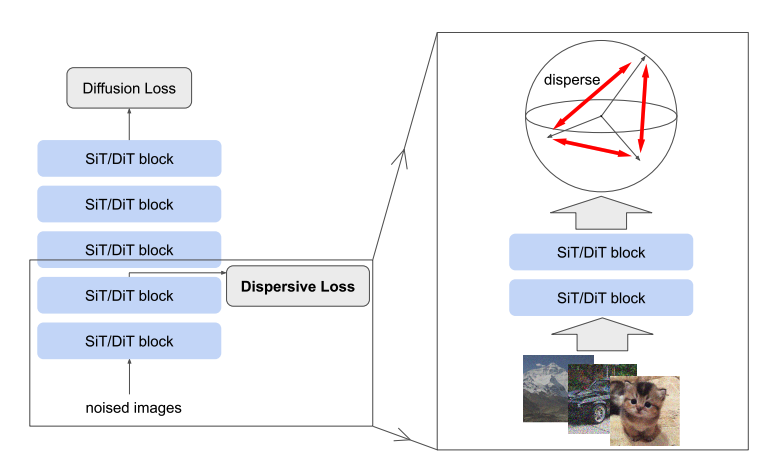 Diffusion Loss
SiT/DiT block
SiT/DiT block
SiT/DiT block
SiT/DiT block
Dispersive Loss
SiT/DiT block
noised images
disperse
SiT/DiT block
SiT/DiT block